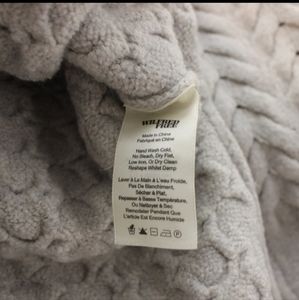 WILFRED
FREE
Made in China
Fabriqué en Chine
Hand Wash Cold,
No Bleach, Dry Flat,
Low Iron, Or Dry Clean
Reshape Whilst Damp
Laver à La Main à L'eau Froide,
Pas De Blanchiment,
Sécher à Plat,
Repasser à Basse Température,
Ou Nettoyer à Sec
Remodeler Pendant Que
L'article Est Encore Humide